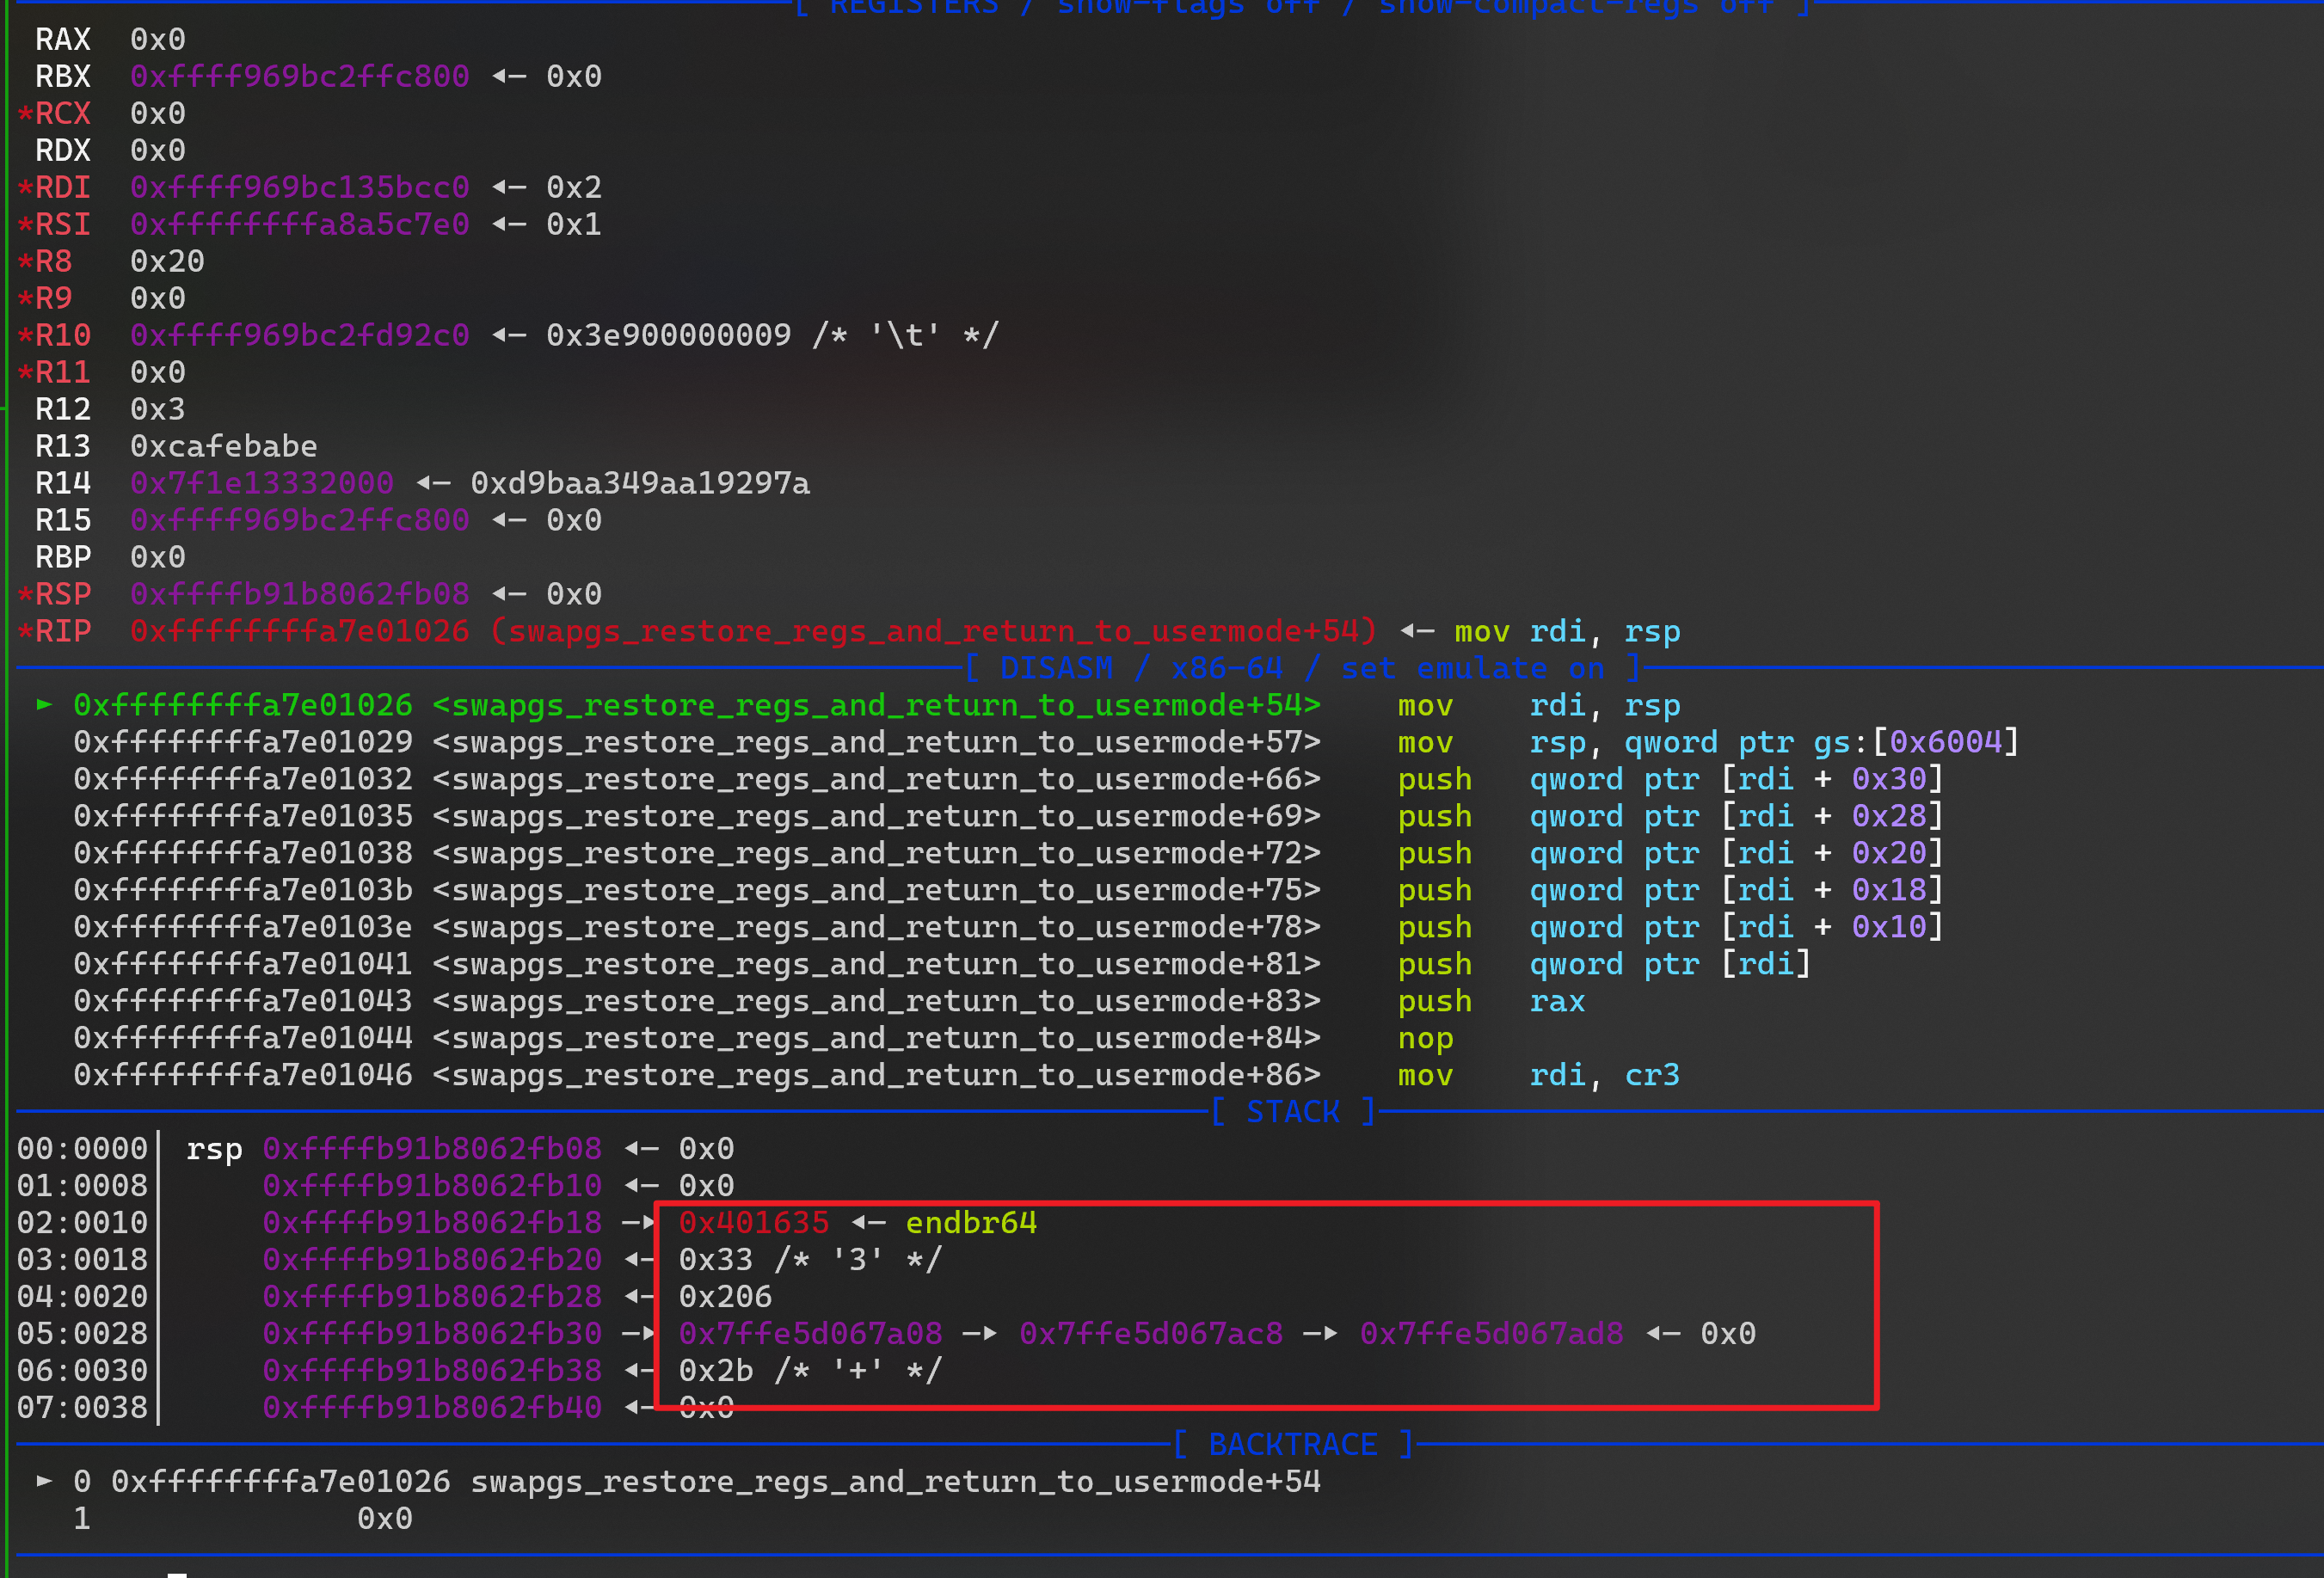 [ REGISTERS / show-flags off / show-compact-regs off ]
RAX 0x0
RBX 0xffff969bc2ffc800 ◂— 0x0
*RCX 0x0
RDX 0x0
*RDI 0xffff969bc135bcc0 ◂— 0x2
*RSI 0xffffffffa8a5c7e0 ◂— 0x1
*R8 0x20
*R9 0x0
*R10 0xffff969bc2fd92c0 ◂— 0x3e900000009 /* '\t' */
*R11 0x0
R12 0x3
R13 0xcafebabe
R14 0x7f1e13332000 ◂— 0xd9baa349aa19297a
R15 0xffff969bc2ffc800 ◂— 0x0
RBP 0x0
*RSP 0xffffb91b8062fb08 ◂— 0x0
*RIP 0xffffffffa7e01026 (swapgs_restore_regs_and_return_to_usermode+54) ◂— mov rdi, rsp
[ DISASM / x86-64 / set emulate on ]
► 0xffffffffa7e01026 <swapgs_restore_regs_and_return_to_usermode+54> mov rdi, rsp
0xffffffffa7e01029 <swapgs_restore_regs_and_return_to_usermode+57> mov rsp, qword ptr gs:[0x6004]
0xffffffffa7e01032 <swapgs_restore_regs_and_return_to_usermode+66> push qword ptr [rdi + 0x30]
0xffffffffa7e01035 <swapgs_restore_regs_and_return_to_usermode+69> push qword ptr [rdi + 0x28]
0xffffffffa7e01038 <swapgs_restore_regs_and_return_to_usermode+72> push qword ptr [rdi + 0x20]
0xffffffffa7e0103b <swapgs_restore_regs_and_return_to_usermode+75> push qword ptr [rdi + 0x18]
0xffffffffa7e0103e <swapgs_restore_regs_and_return_to_usermode+78> push qword ptr [rdi + 0x10]
0xffffffffa7e01041 <swapgs_restore_regs_and_return_to_usermode+81> push qword ptr [rdi]
0xffffffffa7e01043 <swapgs_restore_regs_and_return_to_usermode+83> push rax
0xffffffffa7e01044 <swapgs_restore_regs_and_return_to_usermode+84> nop
0xffffffffa7e01046 <swapgs_restore_regs_and_return_to_usermode+86> mov rdi, cr3
[ STACK ]
00:0000│ rsp 0xffffb91b8062fb08 ◂— 0x0
01:0008│ 0xffffb91b8062fb10 ◂— 0x0
02:0010│ 0xffffb91b8062fb18 —▸ 0x401635 ◂— endbr64
03:0018│ 0xffffb91b8062fb20 ◂— 0x33 /* '3' */
04:0020│ 0xffffb91b8062fb28 ◂— 0x206
05:0028│ 0xffffb91b8062fb30 —▸ 0x7ffe5d067a08 —▸ 0x7ffe5d067ac8 —▸ 0x7ffe5d067ad8 ◂— 0x0
06:0030│ 0xffffb91b8062fb38 ◂— 0x2b /* '+' */
07:0038│ 0xffffb91b8062fb40 ◂— 0x0
[ BACKTRACE ]
► 0 0xffffffffa7e01026 swapgs_restore_regs_and_return_to_usermode+54
1 0x0